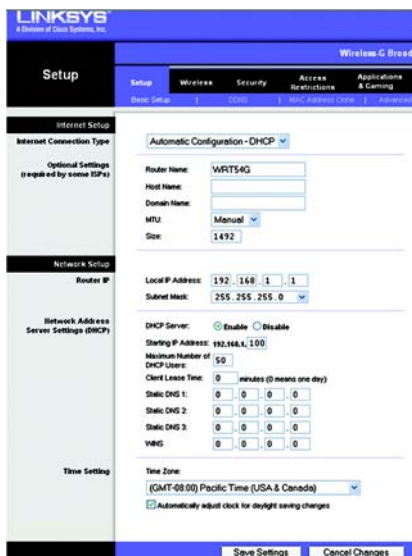 LINKSYS
A Division of Cisco Systems, Inc.
Wireless-G Broad
Setup
Setup Wireless Security Access Restrictions Applications & Gaming
Basic Setup | DDNS | MAC Address Clone | Advanced
Internet Setup
Internet Connection Type
Automatic Configuration - DHCP
Optional Settings
(required by some ISPs)
Router Name: WRT54G
Host Name:
Domain Name:
MTU: Manual
Size: 1492
Network Setup
Router IP
Local IP Address: 192 . 168 . 1 . 1
Subnet Mask: 255.255.255.0
Network Address
Server Settings (DHCP)
DHCP Server: Enable Disable
Starting IP Address: 192.168.1. 100
Maximum Number of
DHCP Users: 50
Client Lease Time: 0 minutes (0 means one day)
Static DNS 1: 0 . 0 . 0 . 0
Static DNS 2: 0 . 0 . 0 . 0
Static DNS 3: 0 . 0 . 0 . 0
WINS 0 . 0 . 0 . 0
Time Setting
Time Zone:
(GMT-08:00) Pacific Time (USA & Canada)
Automatically adjust clock for daylight saving changes
Save Settings Cancel Changes